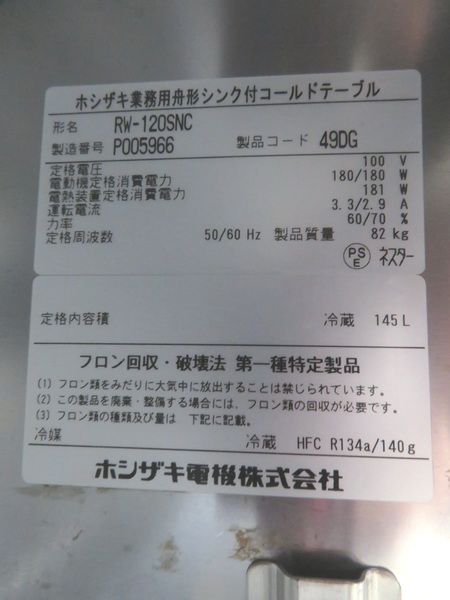 ホシザキ業務用舟形シンク付コールドテーブル
形名 RW-120SNC
製造番号 P005966 製品コード 49DG
定格電圧 100 V
電動機定格消費電力 180/180 W
電熱装置定格消費電力 181 W
運転電流 3.3/2.9 A
力率 60/70 %
定格周波数 50/60 Hz 製品質量 82 kg
PSE ネスター
定格内容積 冷蔵 145 L
フロン回収・破壊法 第一種特定製品
(1) フロン類をみだりに大気中に放出することは禁じられています。
(2) この製品を廃棄・整備する場合には、フロン類の回収が必要です。
(3) フロン類の種類及び量は 下記に記載。
冷媒 冷蔵 HFC R134a/140g
ホシザキ電機株式会社